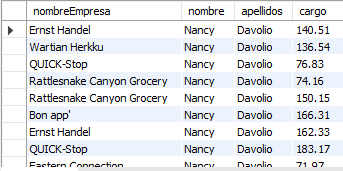 nombreEmpresa nombre apellidos cargo
Ernst Handel Nancy Davolio 140.51
Wartian Herkku Nancy Davolio 136.54
QUICK-Stop Nancy Davolio 76.83
Rattlesnake Canyon Grocery Nancy Davolio 74.16
Rattlesnake Canyon Grocery Nancy Davolio 150.15
Bon app' Nancy Davolio 166.31
Ernst Handel Nancy Davolio 162.33
QUICK-Stop Nancy Davolio 183.17
Eastern Connection Nancy Davolio 71.97